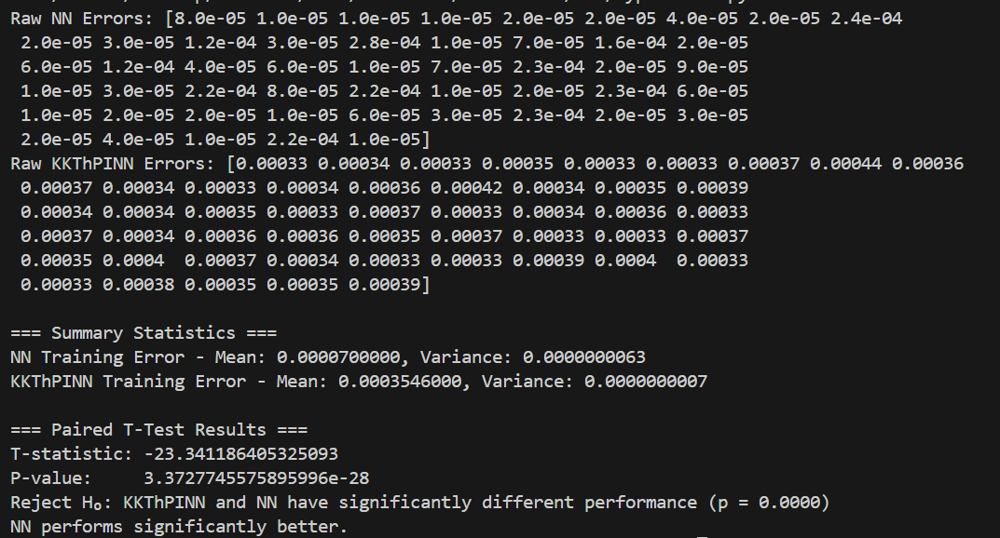 Raw NN Errors: [8.0e-05 1.0e-05 1.0e-05 1.0e-05 2.0e-05 2.0e-05 4.0e-05 2.0e-05 2.4e-04
2.0e-05 3.0e-05 1.2e-04 3.0e-05 2.8e-04 1.0e-05 7.0e-05 1.6e-04 2.0e-05
6.0e-05 1.2e-04 4.0e-05 6.0e-05 1.0e-05 7.0e-05 2.3e-04 2.0e-05 9.0e-05
1.0e-05 3.0e-05 2.2e-04 8.0e-05 2.2e-04 1.0e-05 2.0e-05 2.3e-04 6.0e-05
1.0e-05 2.0e-05 2.0e-05 1.0e-05 6.0e-05 3.0e-05 2.3e-04 2.0e-05 3.0e-05
2.0e-05 4.0e-05 1.0e-05 2.2e-04 1.0e-05]
Raw KKThPINN Errors: [0.00033 0.00034 0.00033 0.00035 0.00033 0.00033 0.00037 0.00044 0.00036
0.00037 0.00034 0.00033 0.00034 0.00036 0.00042 0.00034 0.00035 0.00039
0.00034 0.00034 0.00035 0.00033 0.00037 0.00033 0.00034 0.00036 0.00033
0.00037 0.00034 0.00036 0.00036 0.00035 0.00037 0.00033 0.00033 0.00037
0.00035 0.0004  0.00037 0.00034 0.00033 0.00033 0.00039 0.0004  0.00033
0.00033 0.00038 0.00035 0.00035 0.00039]
=== Summary Statistics ===
NN Training Error - Mean: 0.0000700000, Variance: 0.0000000063
KKThPINN Training Error - Mean: 0.0003546000, Variance: 0.0000000007
=== Paired T-Test Results ===
T-statistic: -23.341186405325093
P-value:     3.3727745575895996e-28
Reject H₀: KKThPINN and NN have significantly different performance (p = 0.0000)
NN performs significantly better.